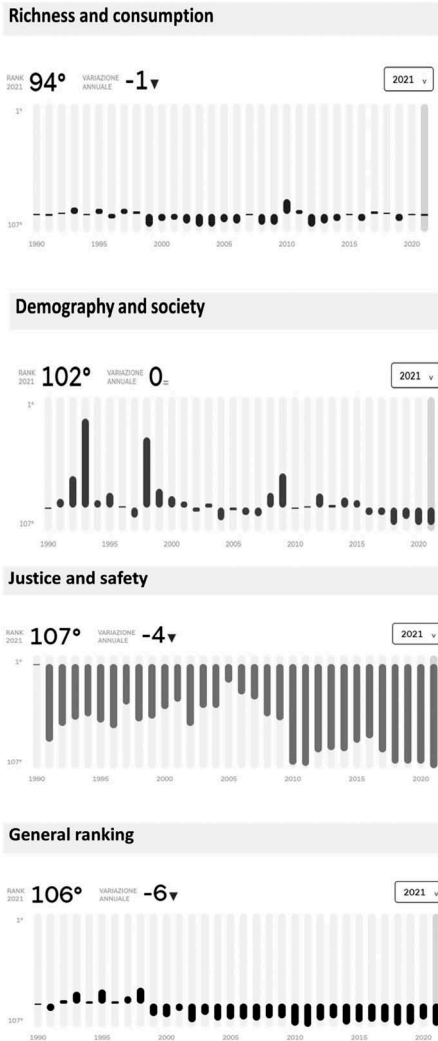 Richness and consumption
RANK 2021 94° VARIAZIONE ANNUALE -1▼ 2021 v
1°
107°
1990 1995 2000 2005 2010 2015 2020
Demography and society
RANK 2021 102° VARIAZIONE ANNUALE 0= 2021 v
1°
107°
1990 1995 2000 2005 2010 2015 2020
Justice and safety
RANK 2021 107° VARIAZIONE ANNUALE -4▼ 2021 v
1°
107°
1990 1995 2000 2005 2010 2015 2020
General ranking
RANK 2021 106° VARIAZIONE ANNUALE -6▼ 2021 v
1°
107°
1990 1995 2000 2005 2010 2015 2020